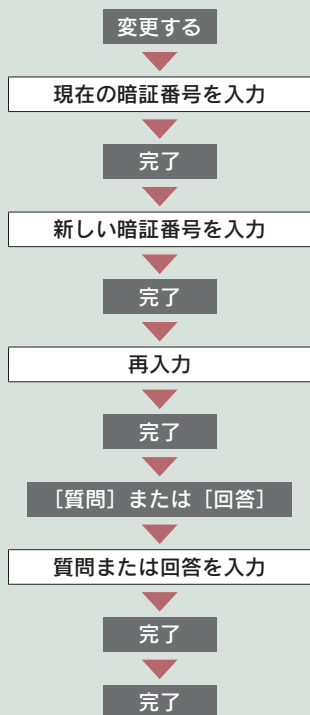 変更する
現在の暗証番号を入力
完了
新しい暗証番号を入力
完了
再入力
完了
［質問］または［回答］
質問または回答を入力
完了
完了